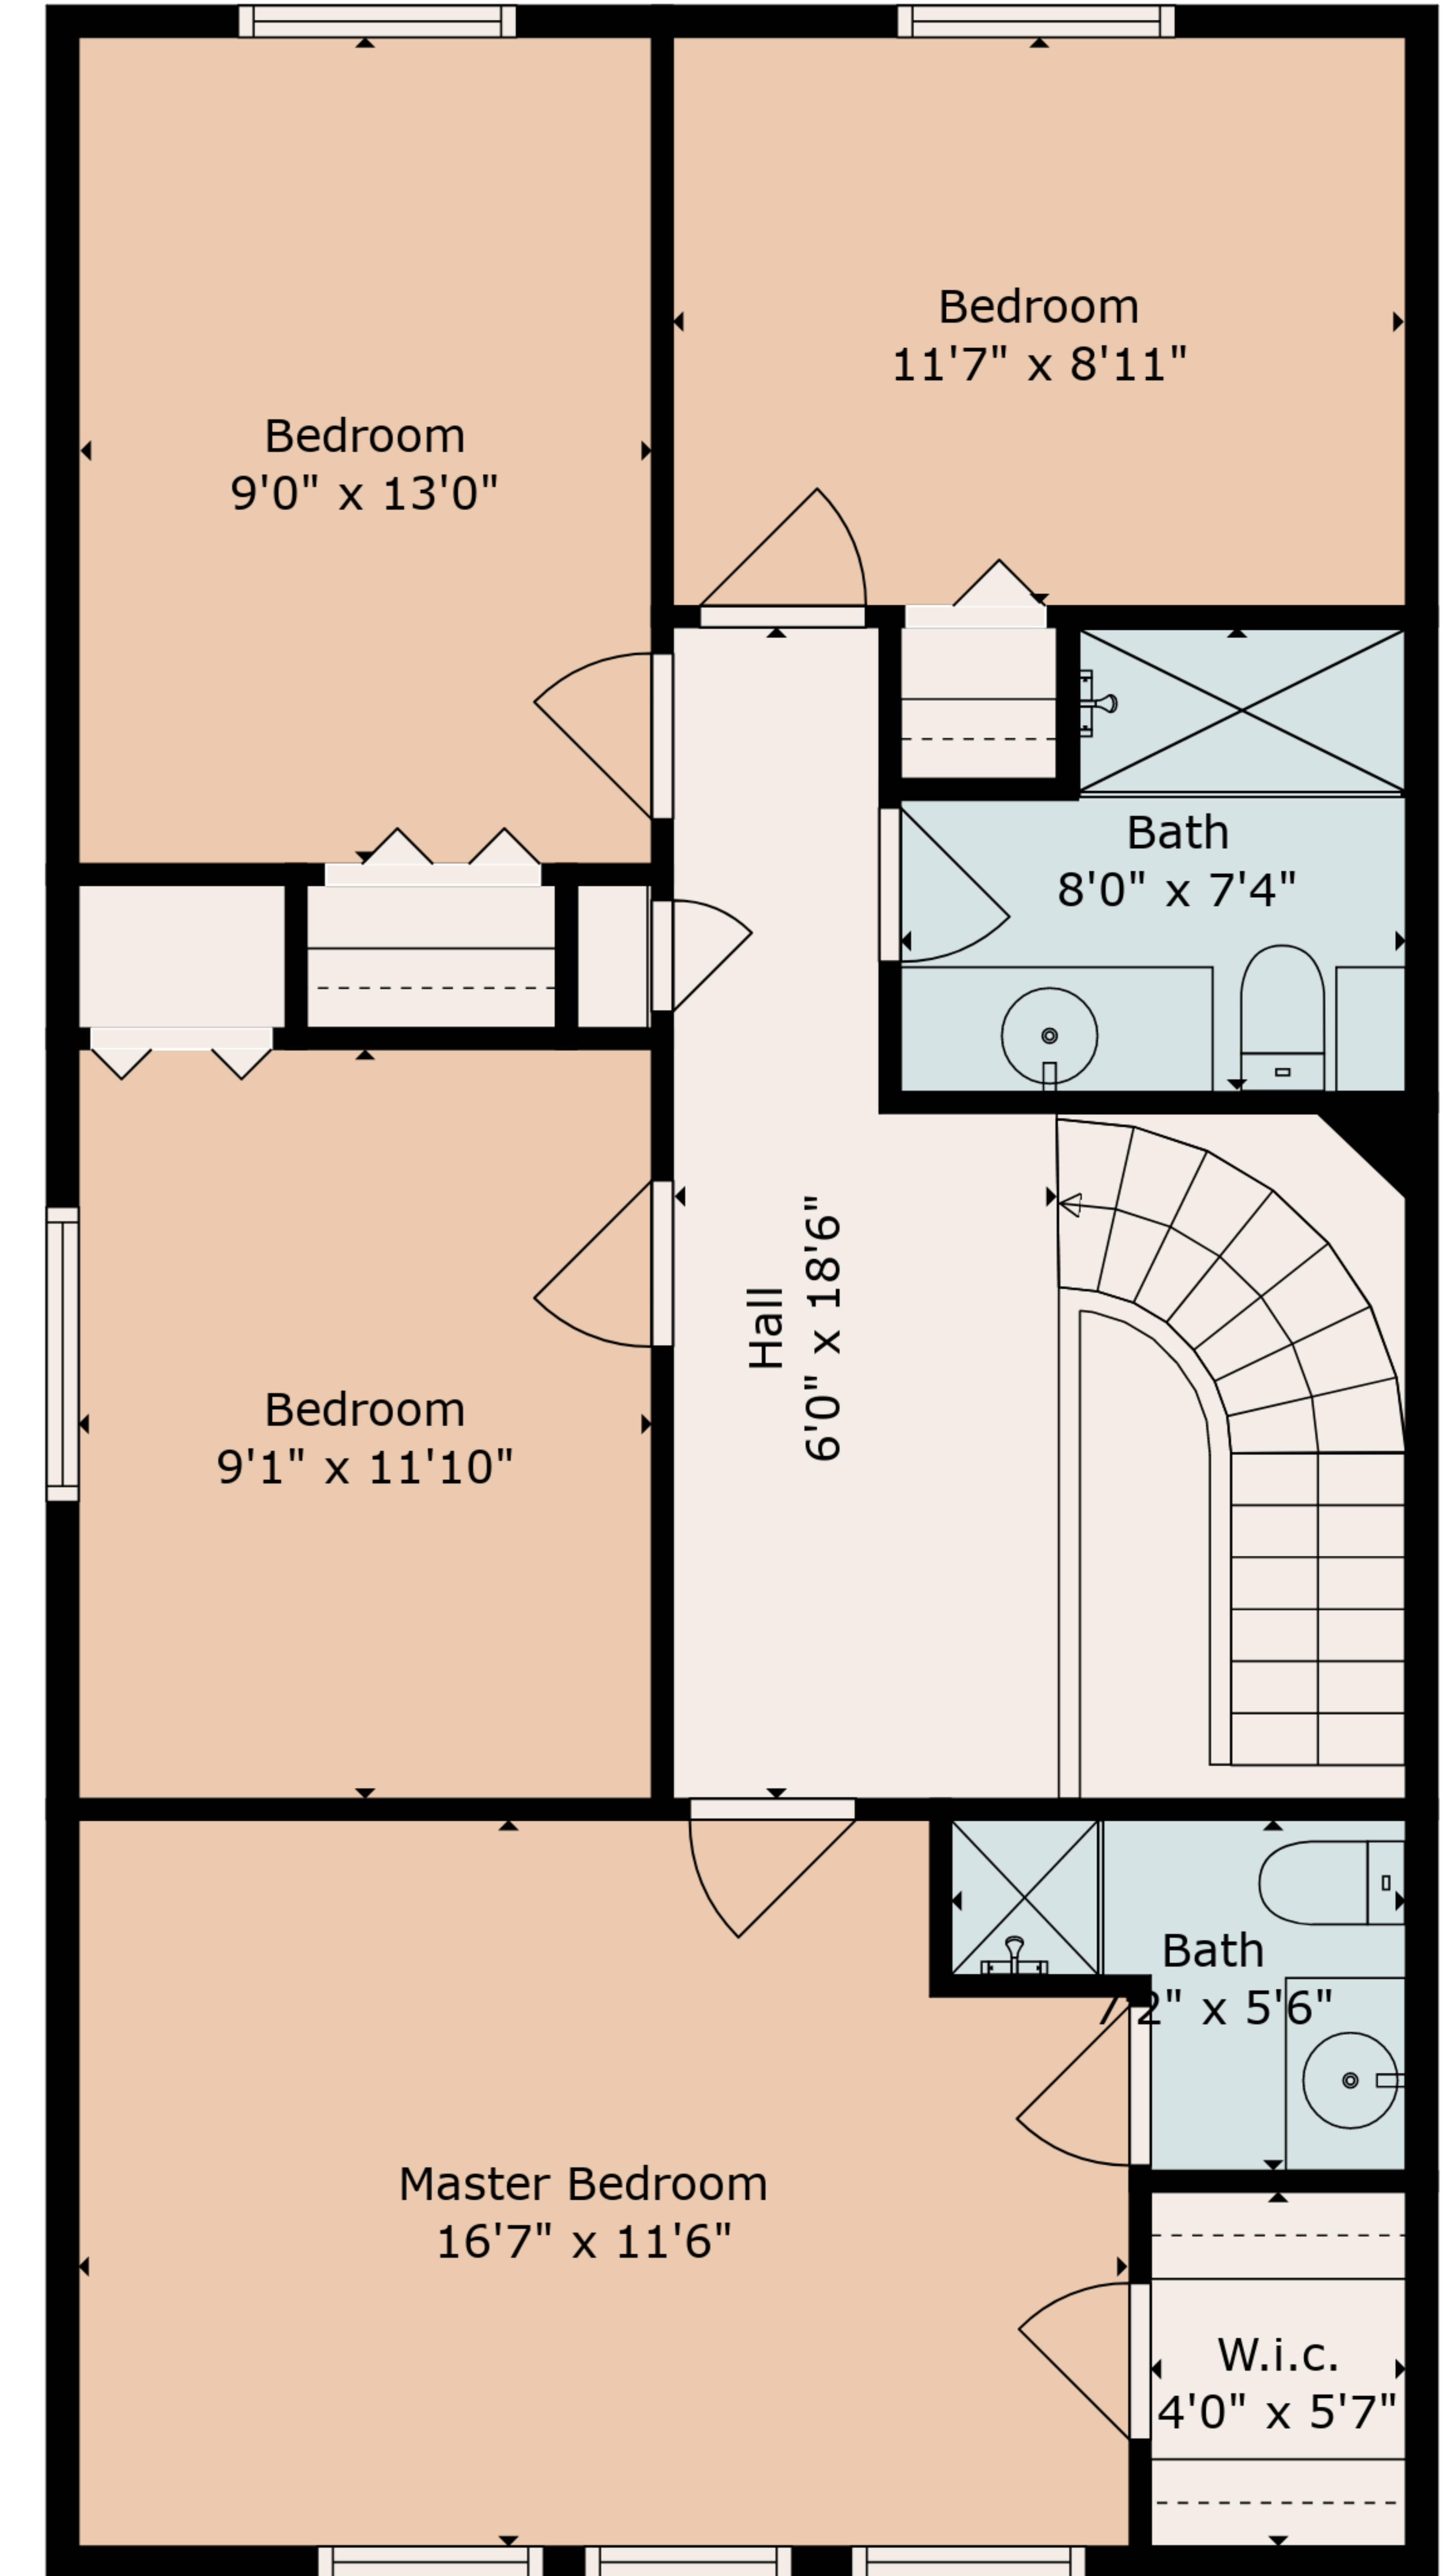 Bedroom
11'7" x 8'11"
Bedroom
9'0" x 13'0"
Bath
8'0" x 7'4"
Hall
6'0" x 18'6"
Bedroom
9'1" x 11'10"
Bath
7'2" x 5'6"
Master Bedroom
16'7" x 11'6"
W.i.c.
4'0" x 5'7"